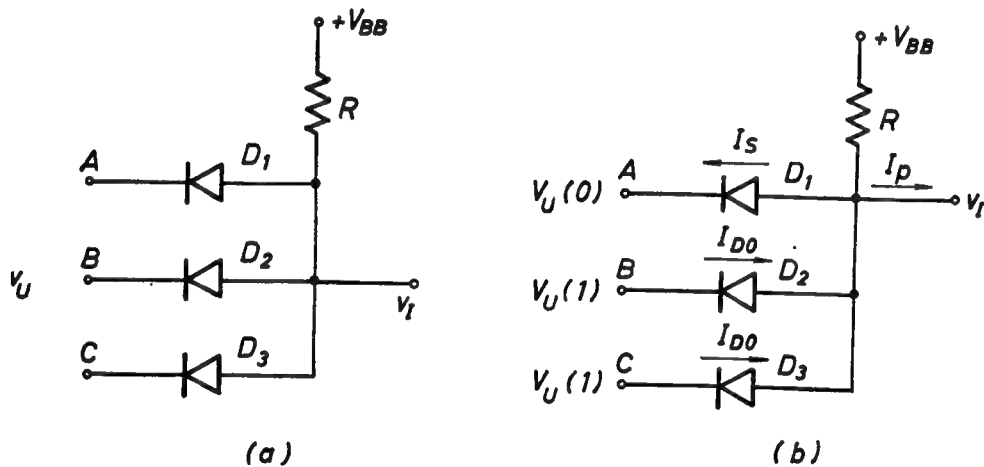 +V_BB
R
A
D_1
B
D_2
v_U
v_I
C
D_3
(a)
+V_BB
R
I_S
A
D_1
I_p
V_U(0)
v_I
I_D0
B
D_2
V_U(1)
I_D0
C
D_3
V_U(1)
(b)